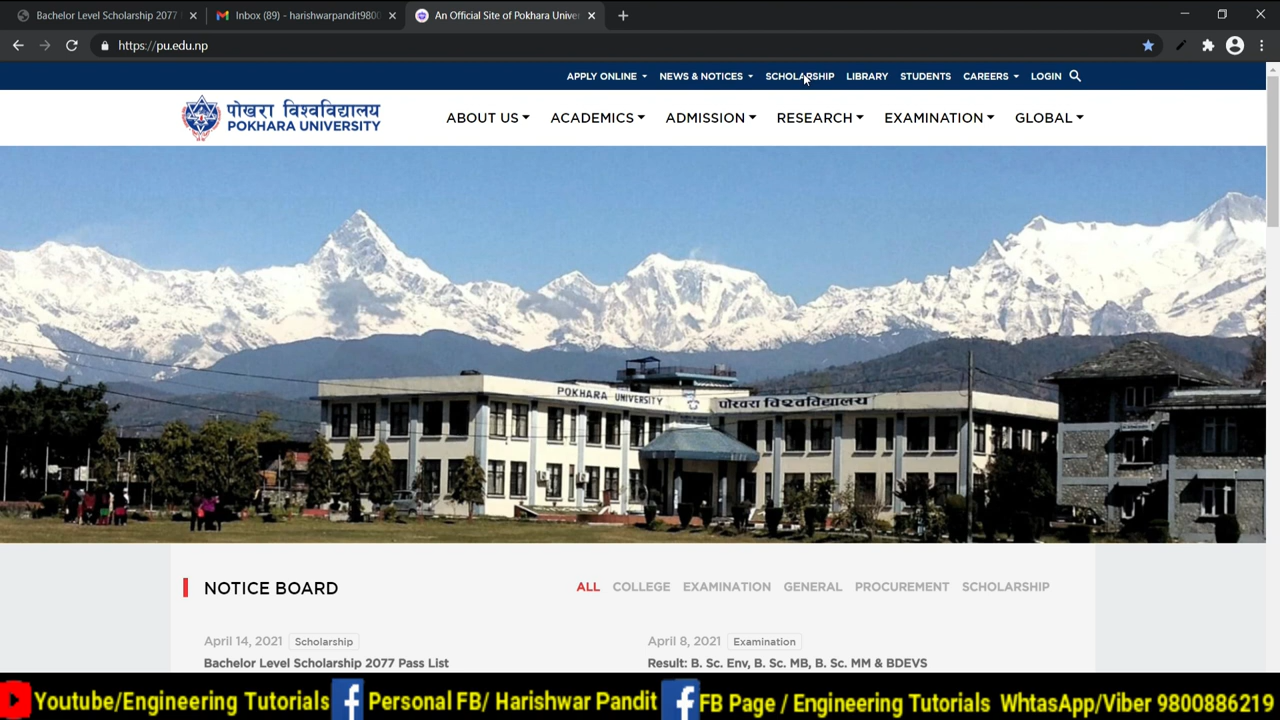 Bachelor Level Scholarship 2077
Inbox (89) - harishwarpandit9800
An Official Site of Pokhara Univer
https://pu.edu.np
APPLY ONLINE NEWS & NOTICES SCHOLARSHIP LIBRARY STUDENTS CAREERS LOGIN
पोखरा विश्वविद्यालय
POKHARA UNIVERSITY
ABOUT US ACADEMICS ADMISSION RESEARCH EXAMINATION GLOBAL
POKHARA UNIVERSITY
पोखरा विश्वविद्यालय
NOTICE BOARD
ALL COLLEGE EXAMINATION GENERAL PROCUREMENT SCHOLARSHIP
April 14, 2021 Scholarship
Bachelor Level Scholarship 2077 Pass List
April 8, 2021 Examination
Result: B. Sc. Env, B. Sc. MB, B. Sc. MM & BDEVS
Youtube/Engineering Tutorials Personal FB/ Harishwar Pandit FB Page / Engineering Tutorials WhtasApp/Viber 9800886219